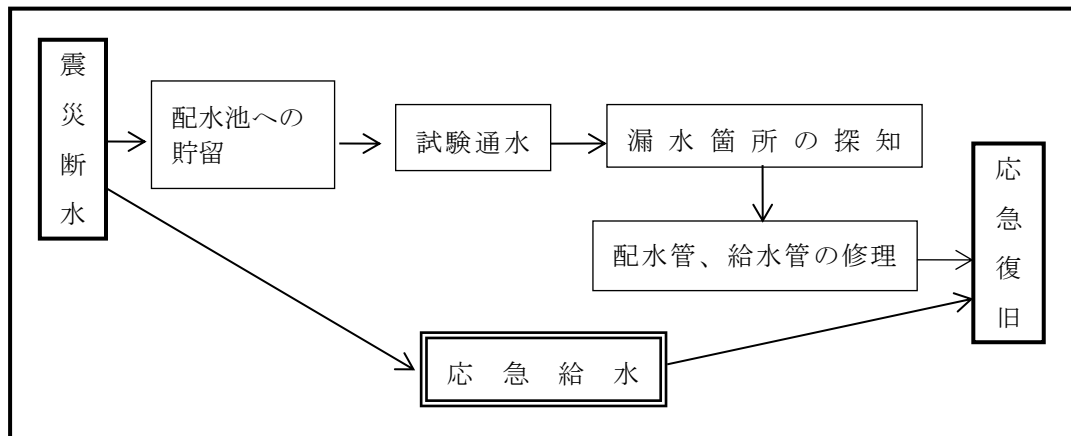 震災断水
配水池への
貯留
試験通水
漏水箇所の探知
配水管、給水管の修理
応急給水
応急復旧